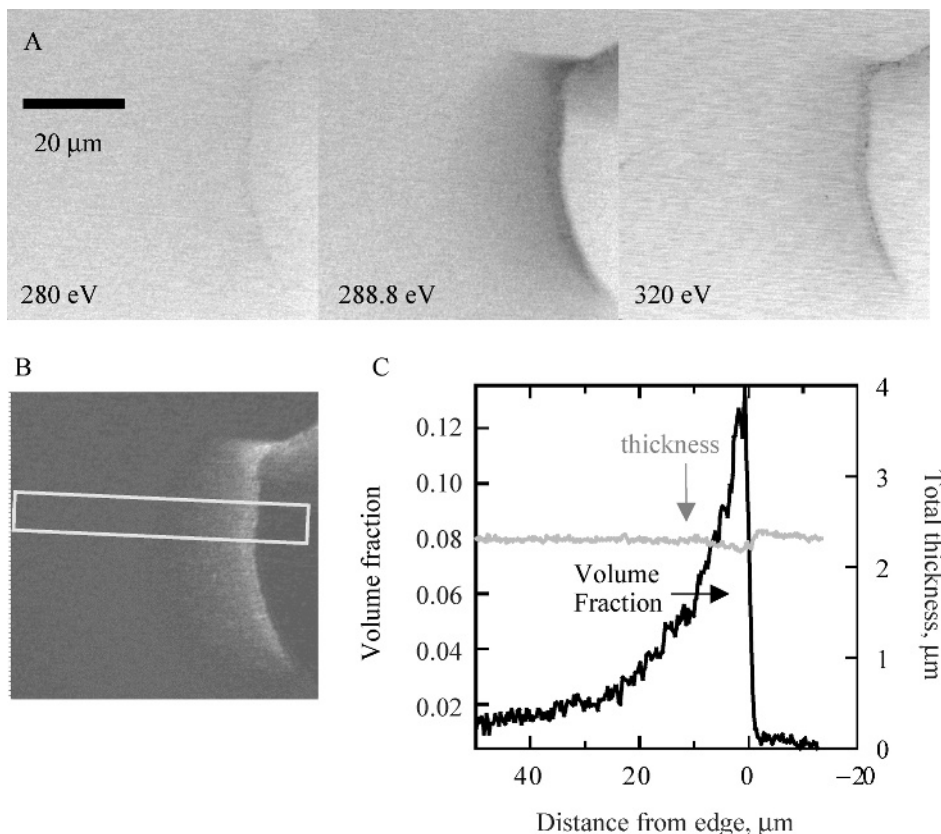 A
20 μm
280 eV
288.8 eV
320 eV
B
C
0.12
0.10
0.08
0.06
0.04
0.02
Volume fraction
thickness
Volume
Fraction
4
3
2
1
0
Total thickness, μm
40
20
0
−20
Distance from edge, μm